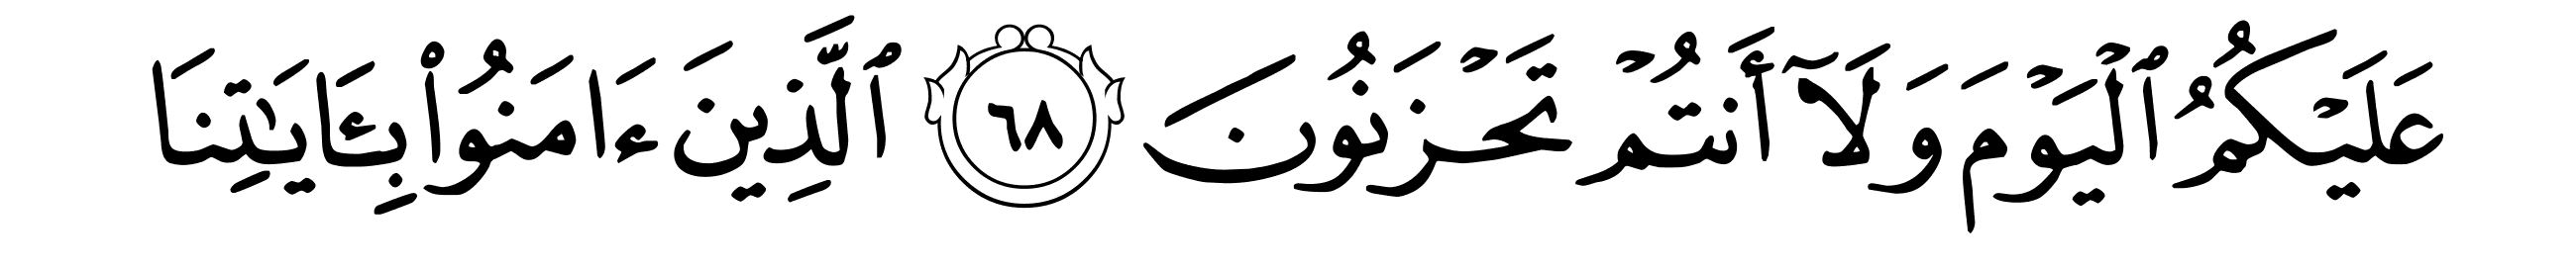 عَلَيْكُمُ ٱلْيَوْمَ وَلَآ أَنتُمْ تَحْزَنُونَ ٦٨ ٱلَّذِينَ ءَامَنُوا۟ بِـَٔايَـٰتِنَا